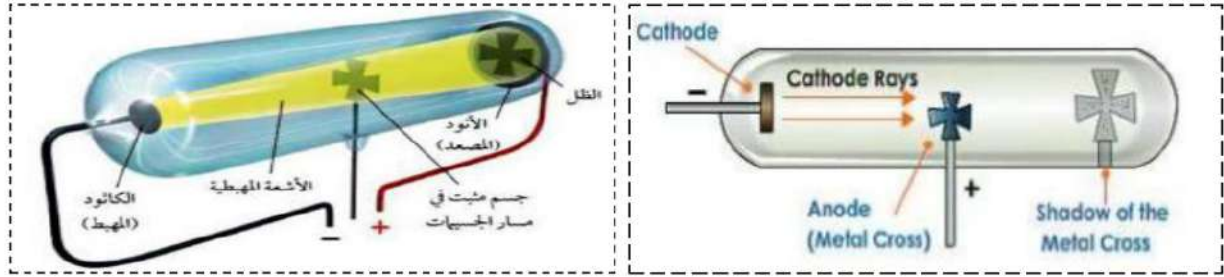 الظل
الأنود
(المصعد)
الأشعة المهبطية
الكاثود
(المهبط)
جسم مثبت في
مسار الجسيمات
−
+
Cathode
−
Cathode Rays
+
Anode
(Metal Cross)
Shadow of the
Metal Cross